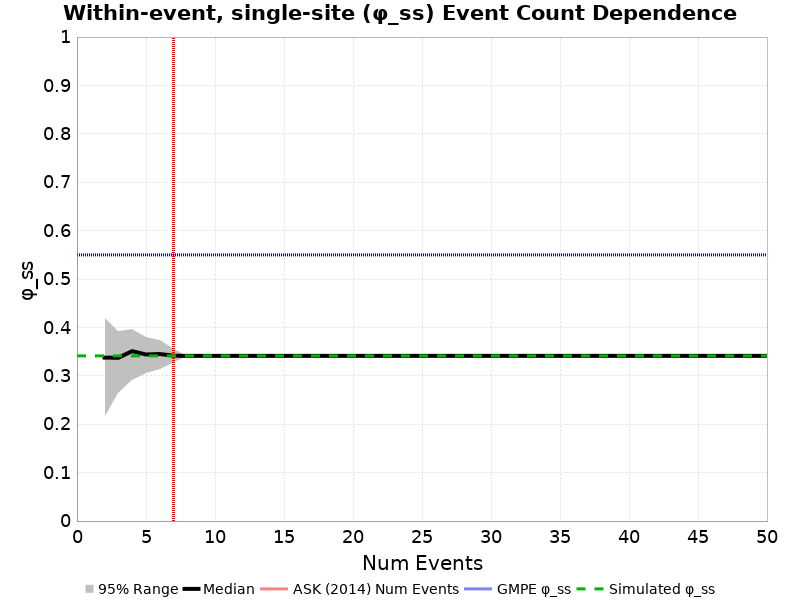 Within-event, single-site (φ_ss) Event Count Dependence
1
0.9
0.8
0.7
0.6
0.5
0.4
0.3
0.2
0.1
0
φ_ss
0 5 10 15 20 25 30 35 40 45 50
Num Events
95% Range Median ASK (2014) Num Events GMPE φ_ss Simulated φ_ss